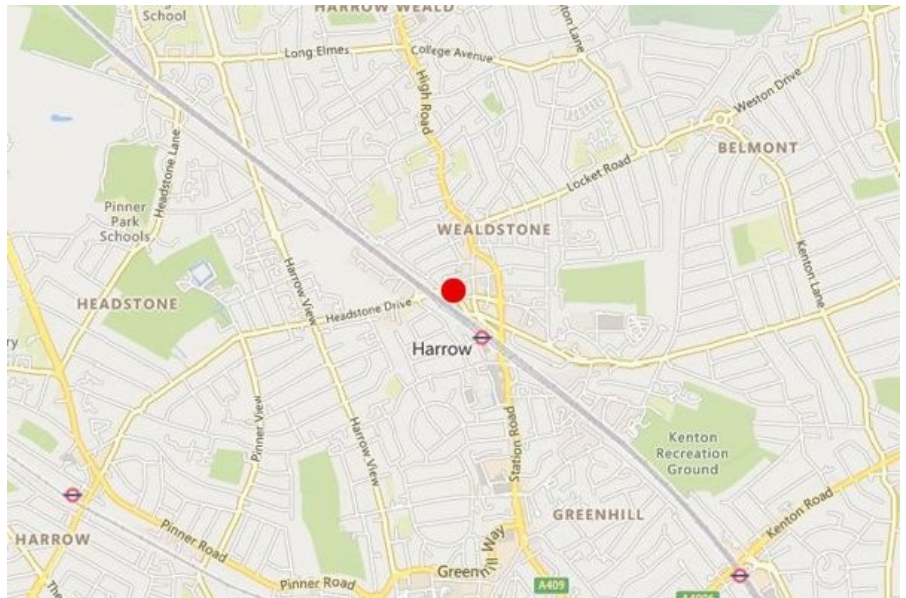 HARROW WEALD
School
Long Elmes
College Avenue
High Road
Weston Drive
BELMONT
Locket Road
Headstone Lane
Pinner
Park
Schools
WEALDSTONE
Kenton Lane
Harrow View
HEADSTONE
Headstone Drive
Harrow
Pinner View
Harrow View
Station Road
Kenton
Recreation
Ground
GREENHILL
Kenton Road
HARROW
Pinner Road
Pinner Road
A409